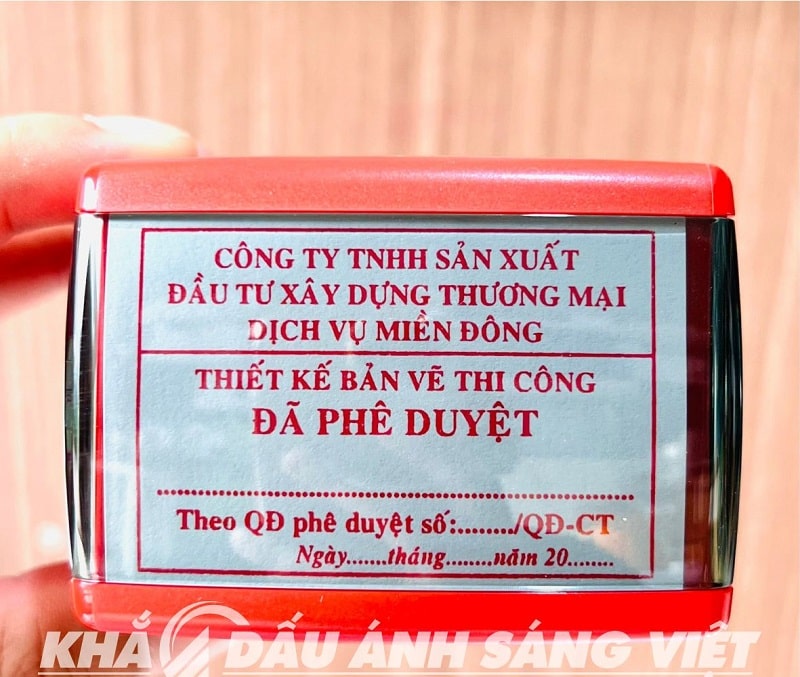 CÔNG TY TNHH SẢN XUẤT
ĐẦU TƯ XÂY DỰNG THƯƠNG MẠI
DỊCH VỤ MIỀN ĐÔNG
THIẾT KẾ BẢN VẼ THI CÔNG
ĐÃ PHÊ DUYỆT
................................................................................
Theo QĐ phê duyệt số:........./QĐ-CT
Ngày.......tháng........năm 20........
KHẮC DẤU ÁNH SÁNG VIỆT